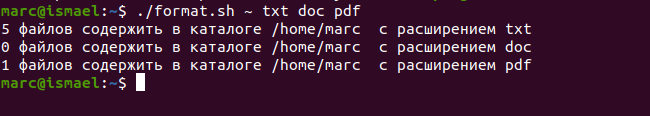 marc@ismael:~$ ./format.sh ~ txt doc pdf
5 файлов содержить в каталоге /home/marc  с расширением txt
0 файлов содержить в каталоге /home/marc  с расширением doc
1 файлов содержить в каталоге /home/marc  с расширением pdf
marc@ismael:~$